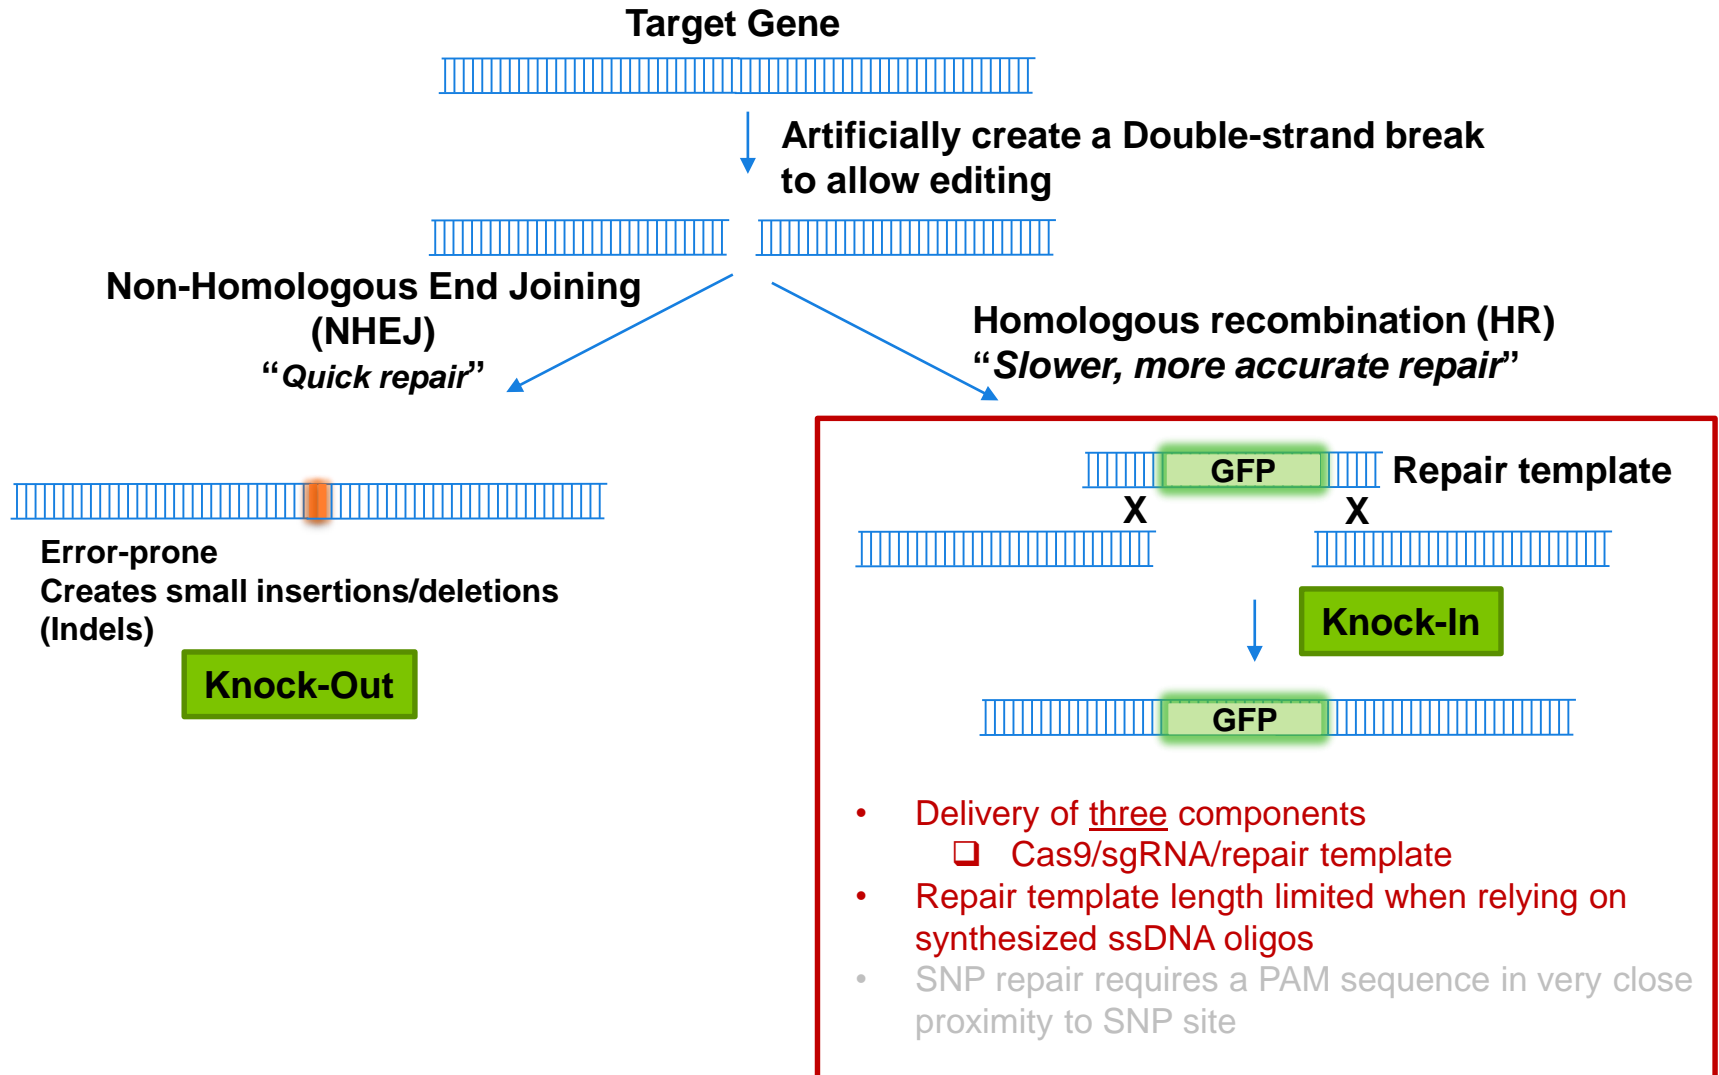 Target Gene
Artificially create a Double-strand break
to allow editing
Non-Homologous End Joining
(NHEJ)
“Quick repair”
Homologous recombination (HR)
“Slower, more accurate repair”
Error-prone
Creates small insertions/deletions
(Indels)
Knock-Out
GFP
Repair template
X X
Knock-In
GFP
• Delivery of three components
❑ Cas9/sgRNA/repair template
• Repair template length limited when relying on
synthesized ssDNA oligos
• SNP repair requires a PAM sequence in very close
proximity to SNP site